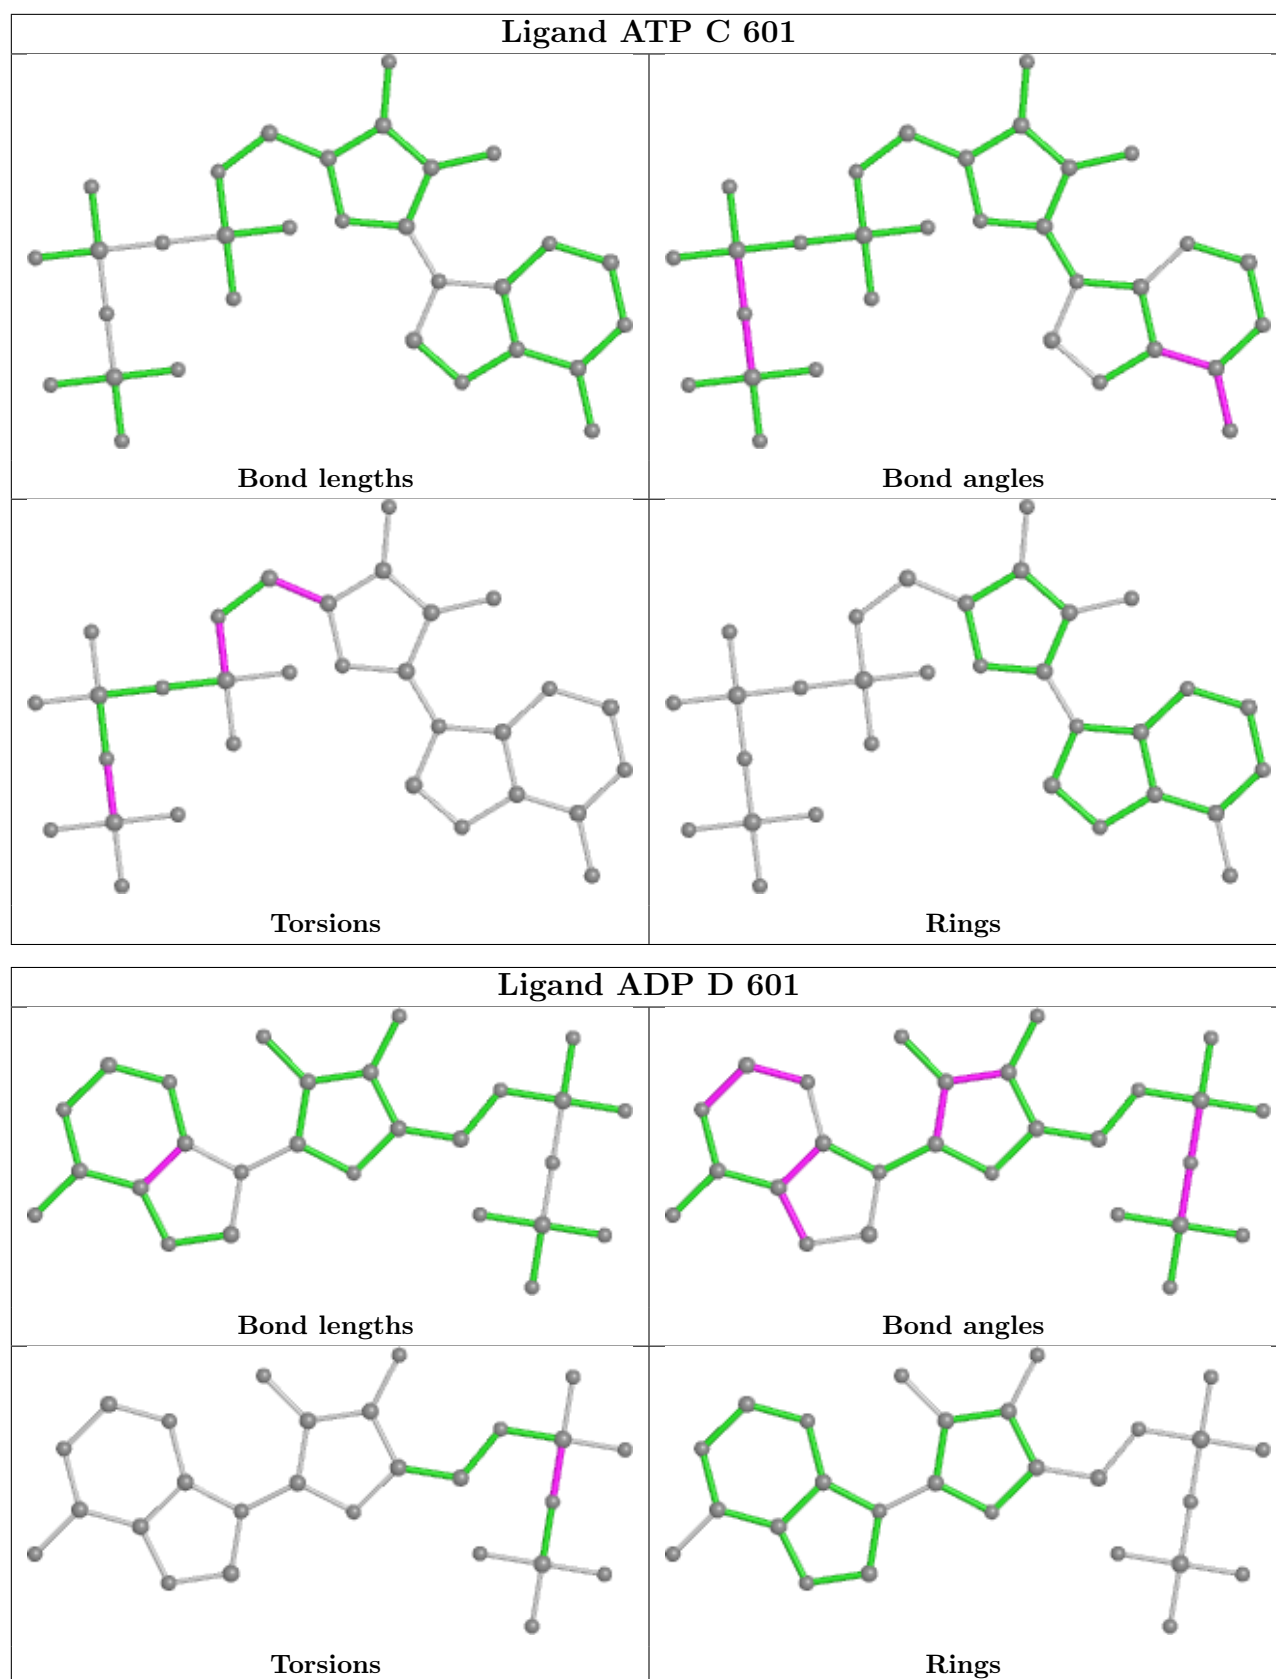 Ligand ATP C 601
Bond lengths
Bond angles
Torsions
Rings
Ligand ADP D 601
Bond lengths
Bond angles
Torsions
Rings